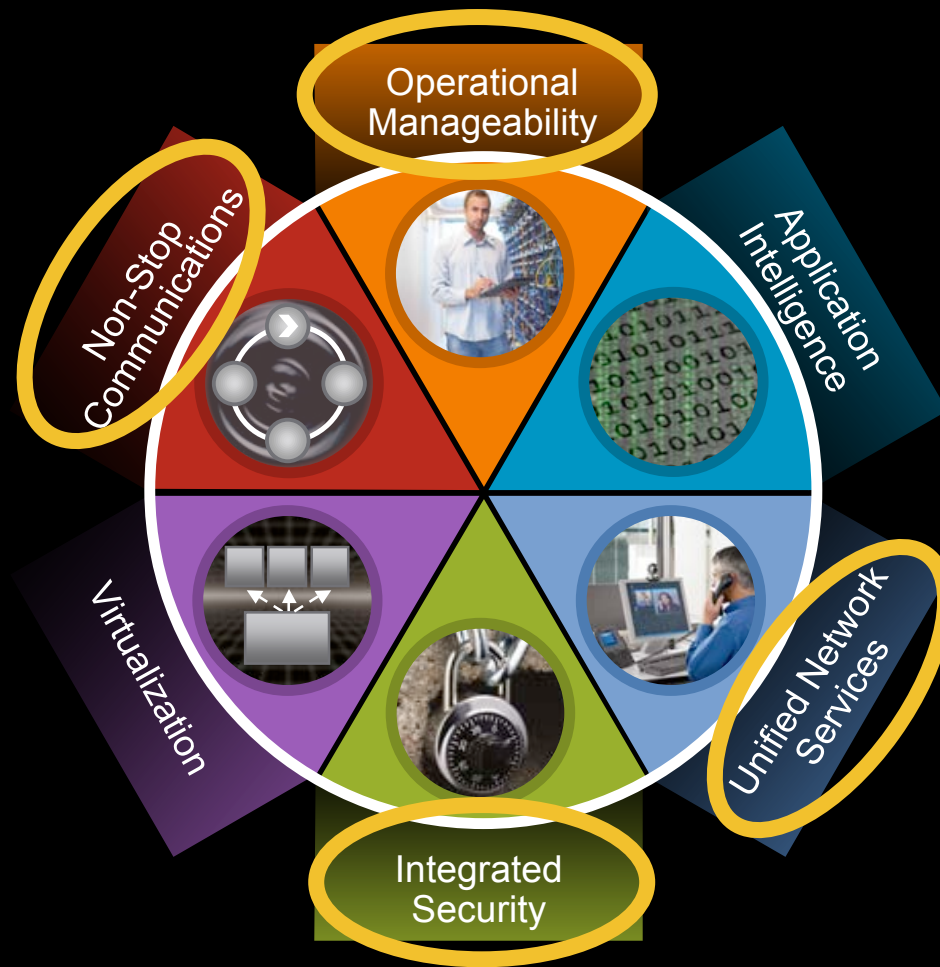 Operational
Manageability
Non-Stop
Communications
Application
Intelligence
Virtualization
Unified Network
Services
Integrated
Security